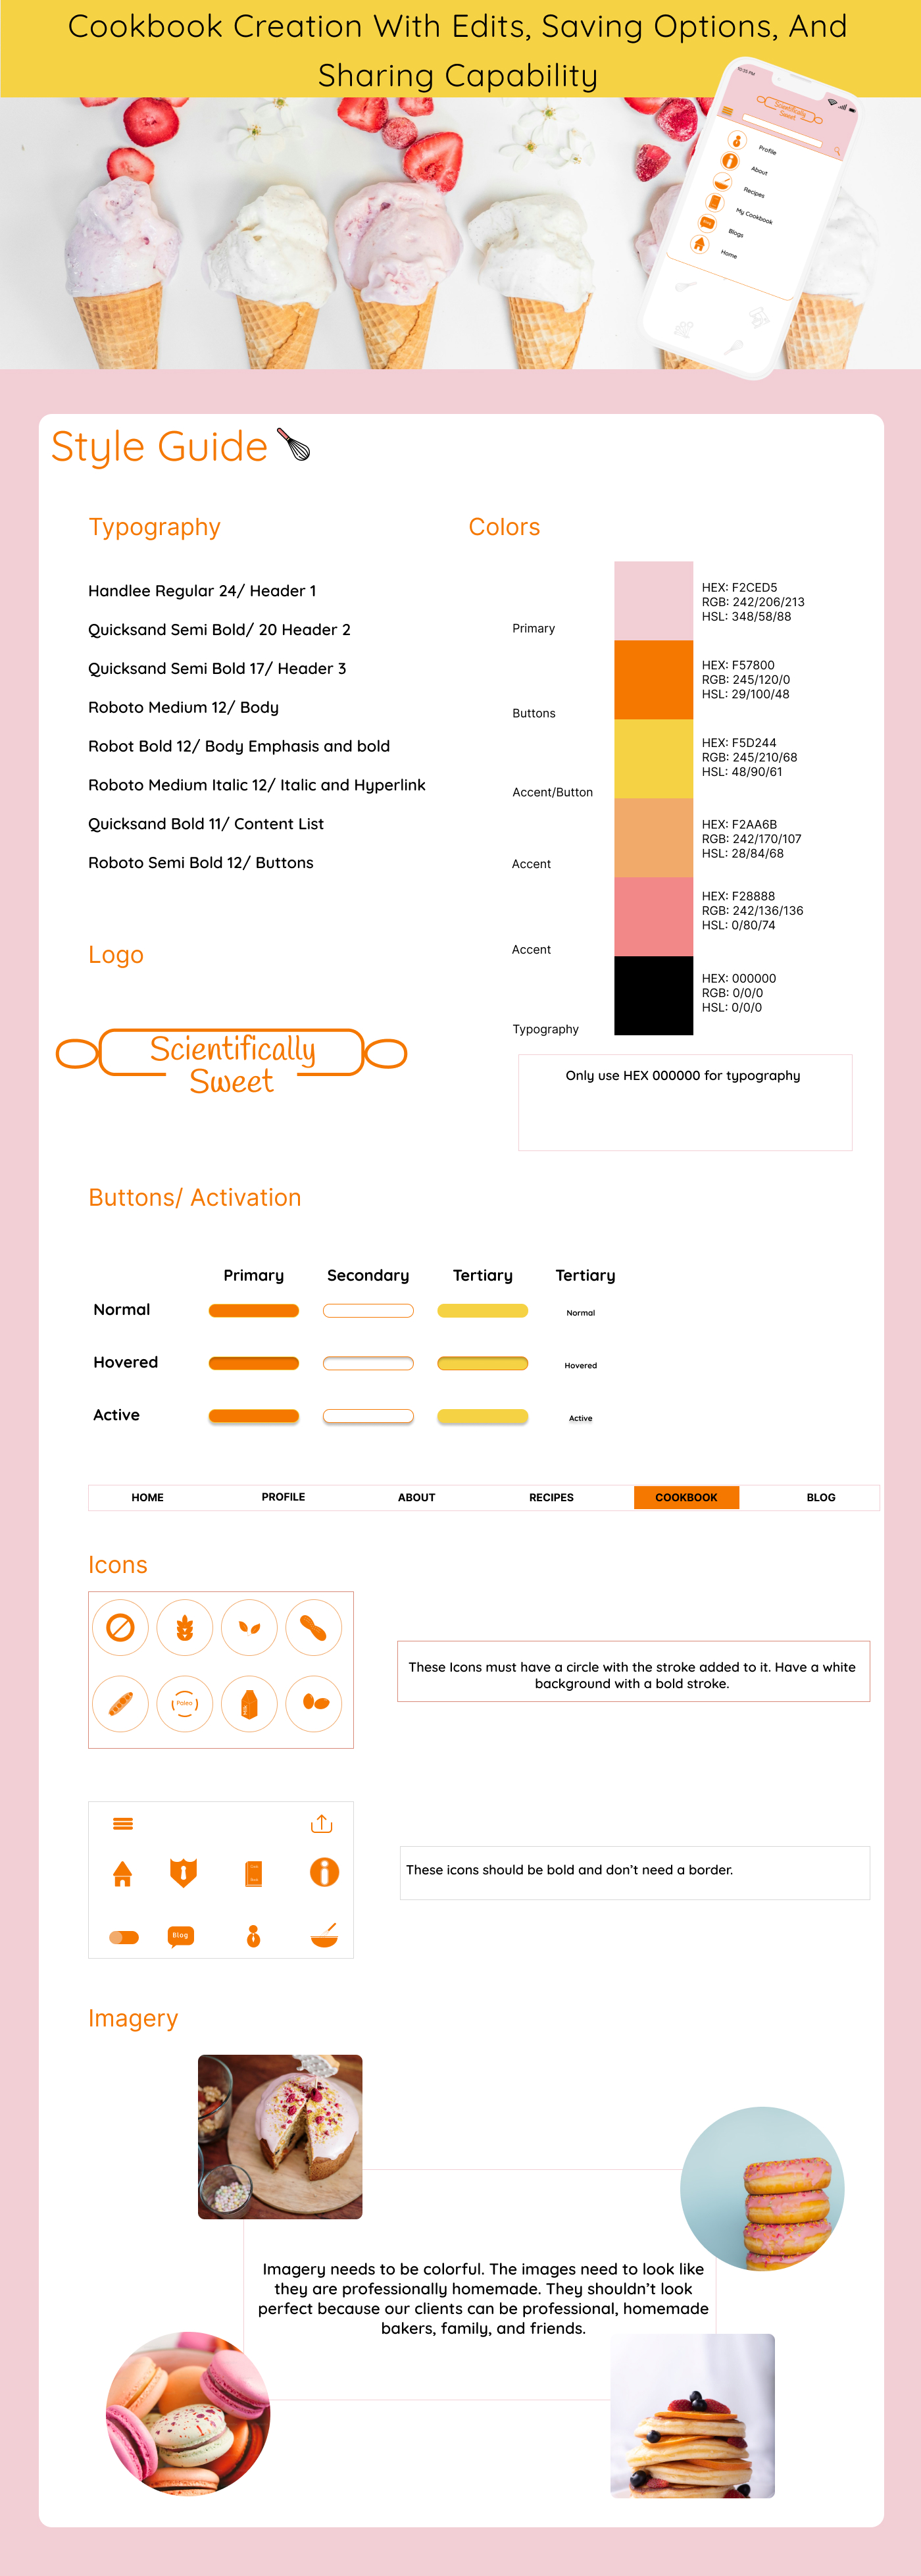 Cookbook Creation With Edits, Saving Options, And
Sharing Capability
10:35 PM
Scientifically
Sweet
Profile
About
Recipes
My Cookbook
Blogs
Home
Style Guide
Typography
Handlee Regular 24/ Header 1
Quicksand Semi Bold/ 20 Header 2
Quicksand Semi Bold 17/ Header 3
Roboto Medium 12/ Body
Robot Bold 12/ Body Emphasis and bold
Roboto Medium Italic 12/ Italic and Hyperlink
Quicksand Bold 11/ Content List
Roboto Semi Bold 12/ Buttons
Colors
Primary
HEX: F2CED5
RGB: 242/206/213
HSL: 348/58/88
Buttons
HEX: F57800
RGB: 245/120/0
HSL: 29/100/48
Accent/Button
HEX: F5D244
RGB: 245/210/68
HSL: 48/90/61
Accent
HEX: F2AA6B
RGB: 242/170/107
HSL: 28/84/68
Accent
HEX: F28888
RGB: 242/136/136
HSL: 0/80/74
Typography
HEX: 000000
RGB: 0/0/0
HSL: 0/0/0
Only use HEX 000000 for typography
Logo
Scientifically
Sweet
Buttons/ Activation
Primary Secondary Tertiary Tertiary
Normal Normal
Hovered Hovered
Active Active
HOME PROFILE ABOUT RECIPES COOKBOOK BLOG
Icons
Paleo
These Icons must have a circle with the stroke added to it. Have a white
background with a bold stroke.
Blog
These icons should be bold and don’t need a border.
Imagery
Imagery needs to be colorful. The images need to look like
they are professionally homemade. They shouldn’t look
perfect because our clients can be professional, homemade
bakers, family, and friends.